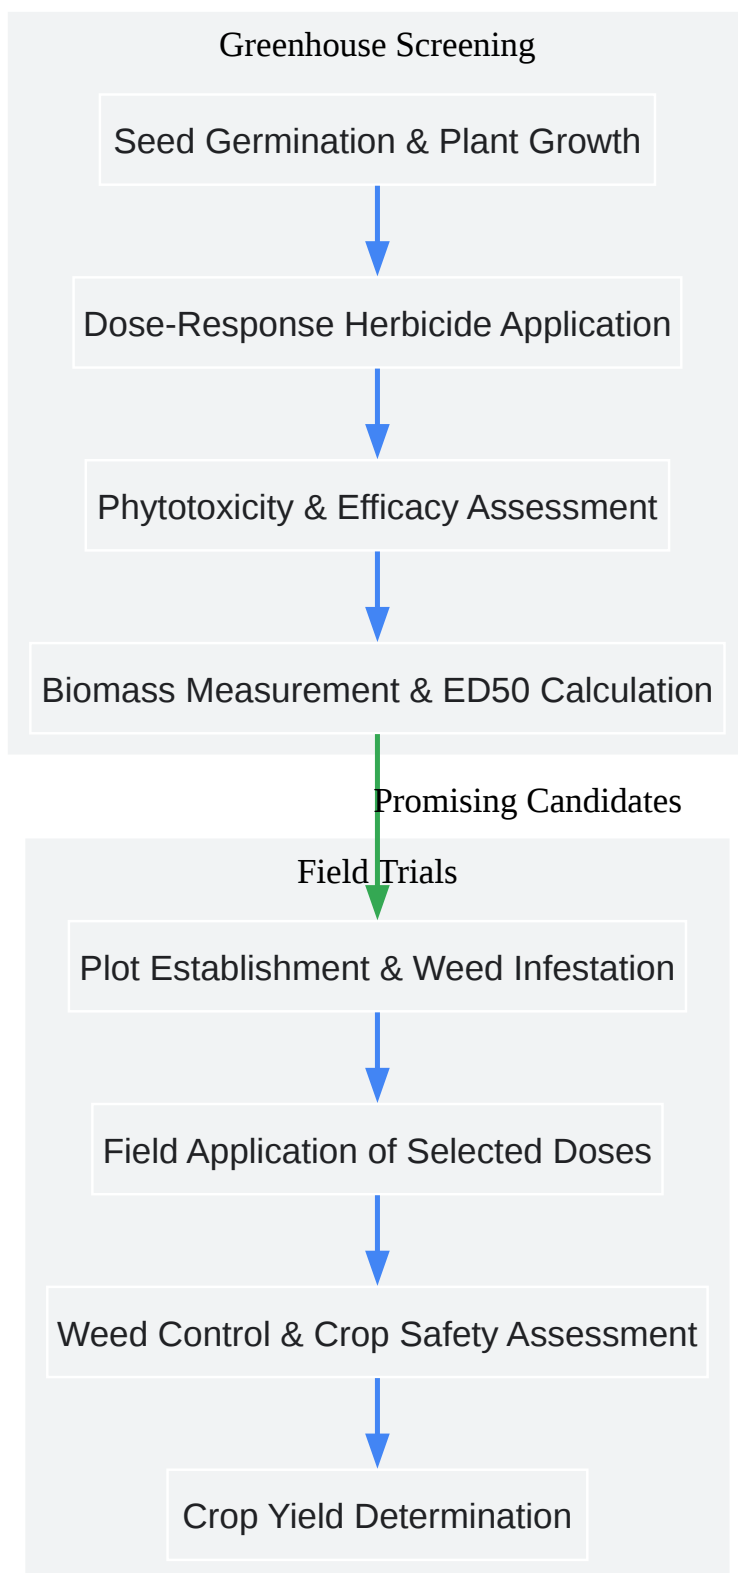 Greenhouse Screening
Seed Germination & Plant Growth
Dose-Response Herbicide Application
Phytotoxicity & Efficacy Assessment
Biomass Measurement & ED50 Calculation
Promising Candidates
Field Trials
Plot Establishment & Weed Infestation
Field Application of Selected Doses
Weed Control & Crop Safety Assessment
Crop Yield Determination